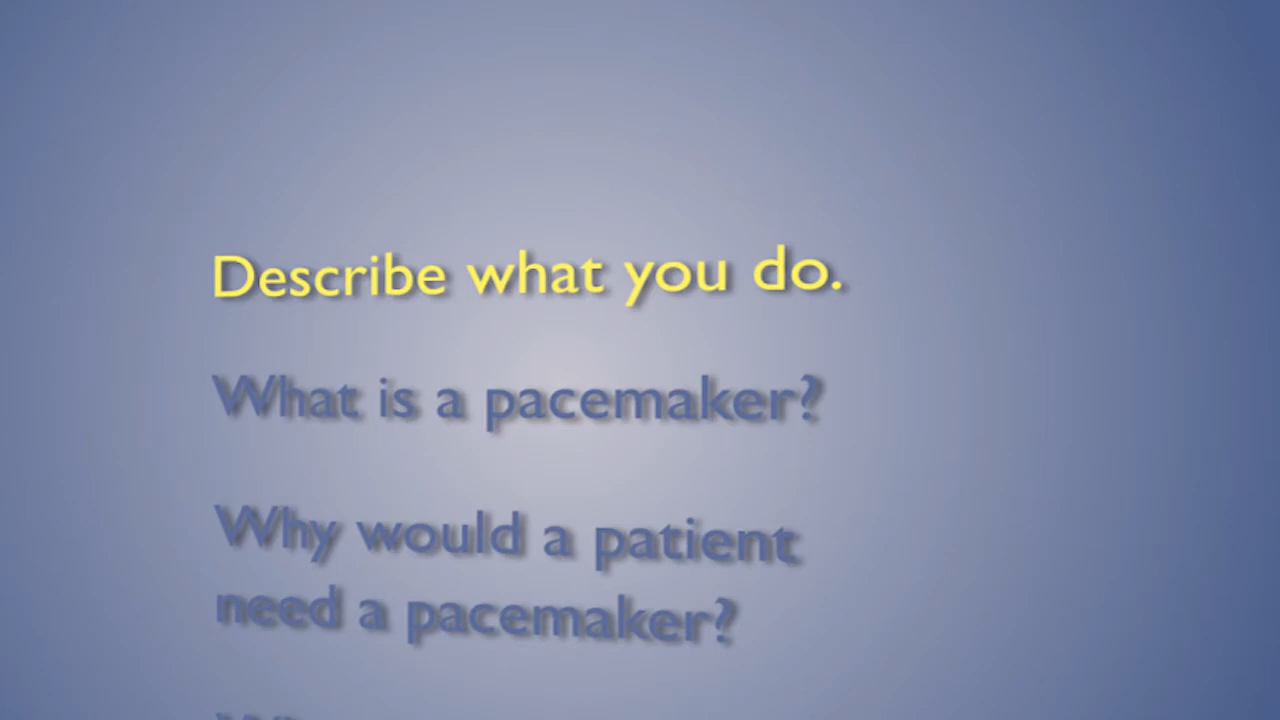 Describe what you do.
What is a pacemaker?
Why would a patient
need a pacemaker?